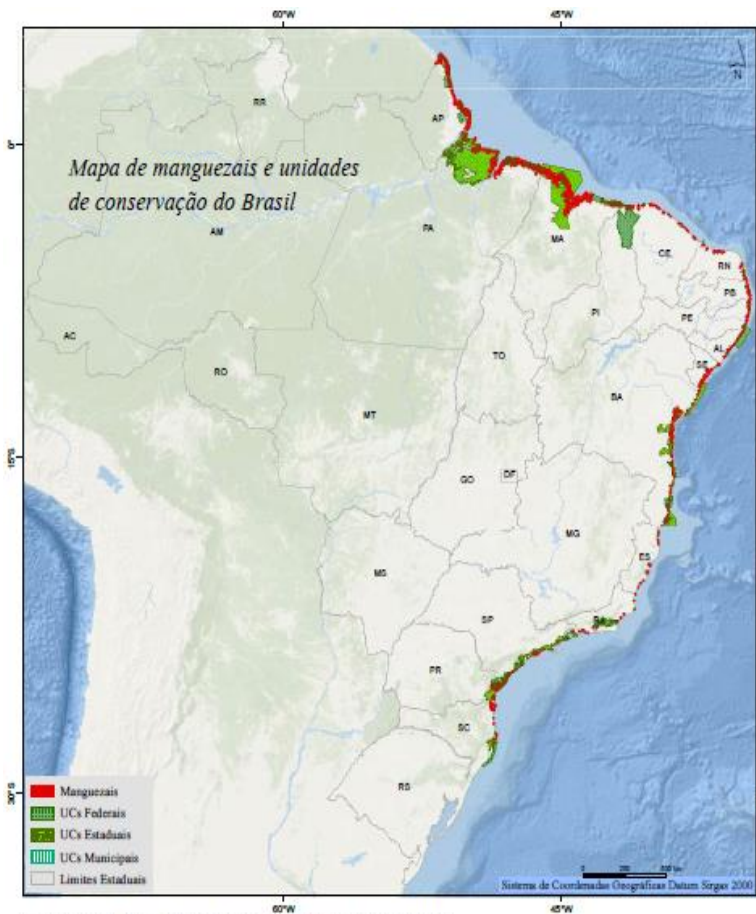 60°W 45°W
N
RR
AP
0°
Mapa de manguezais e unidades
de conservação do Brasil
AM
PA
MA
CE
RN
PB
PI
PE
AC
AL
TO
SE
RO
BA
MT
15°S
GO
DF
MG
MS
ES
SP
PR
SC
RS
30°S
Manguezais
UCs Federais
UCs Estaduais
UCs Municipais
Limites Estaduais
Sistema de Coordenadas Geográficas Datum Sirgas 2000
60°W 45°W